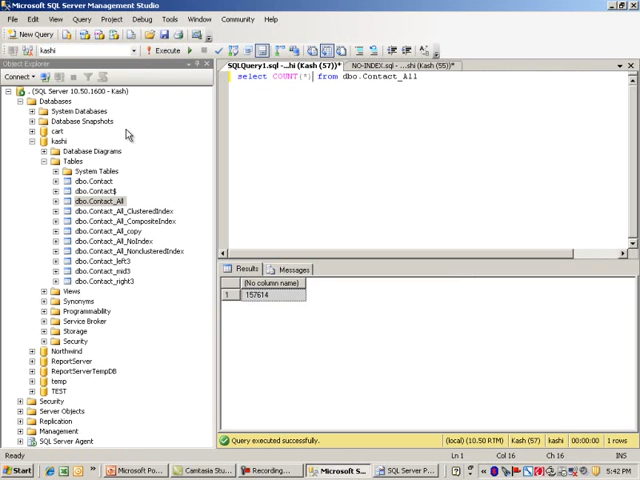 Microsoft SQL Server Management Studio
File Edit View Query Project Debug Tools Window Community Help
New Query
kashi Execute
Object Explorer
Connect
. (SQL Server 10.50.1600 - Kash)
Databases
System Databases
Database Snapshots
cart
kashi
Database Diagrams
Tables
System Tables
dbo.Contact
dbo.Contact$
dbo.Contact_All
dbo.Contact_All_ClusteredIndex
dbo.Contact_All_CompositeIndex
dbo.Contact_All_copy
dbo.Contact_All_NoIndex
dbo.Contact_All_NonclusteredIndex
dbo.Contact_left3
dbo.Contact_mid3
dbo.Contact_right3
Views
Synonyms
Programmability
Service Broker
Storage
Security
Northwind
ReportServer
ReportServerTempDB
temp
TEST
Security
Server Objects
Replication
Management
SQL Server Agent
SQLQuery1.sql -...hi (Kash (57))* NO-INDEX.sql - ...shi (Kash (55))*
select COUNT(*) from dbo.Contact_All
Results Messages
(No column name)
1 157614
Query executed successfully. (local) (10.50 RTM) Kash (57) kashi 00:00:00 1 rows
Ready Ln 1 Col 16 Ch 16 INS
Start Microsoft Po... Camtasia Stu... Recording... Microsoft S... SQL Server P... 5:42 PM